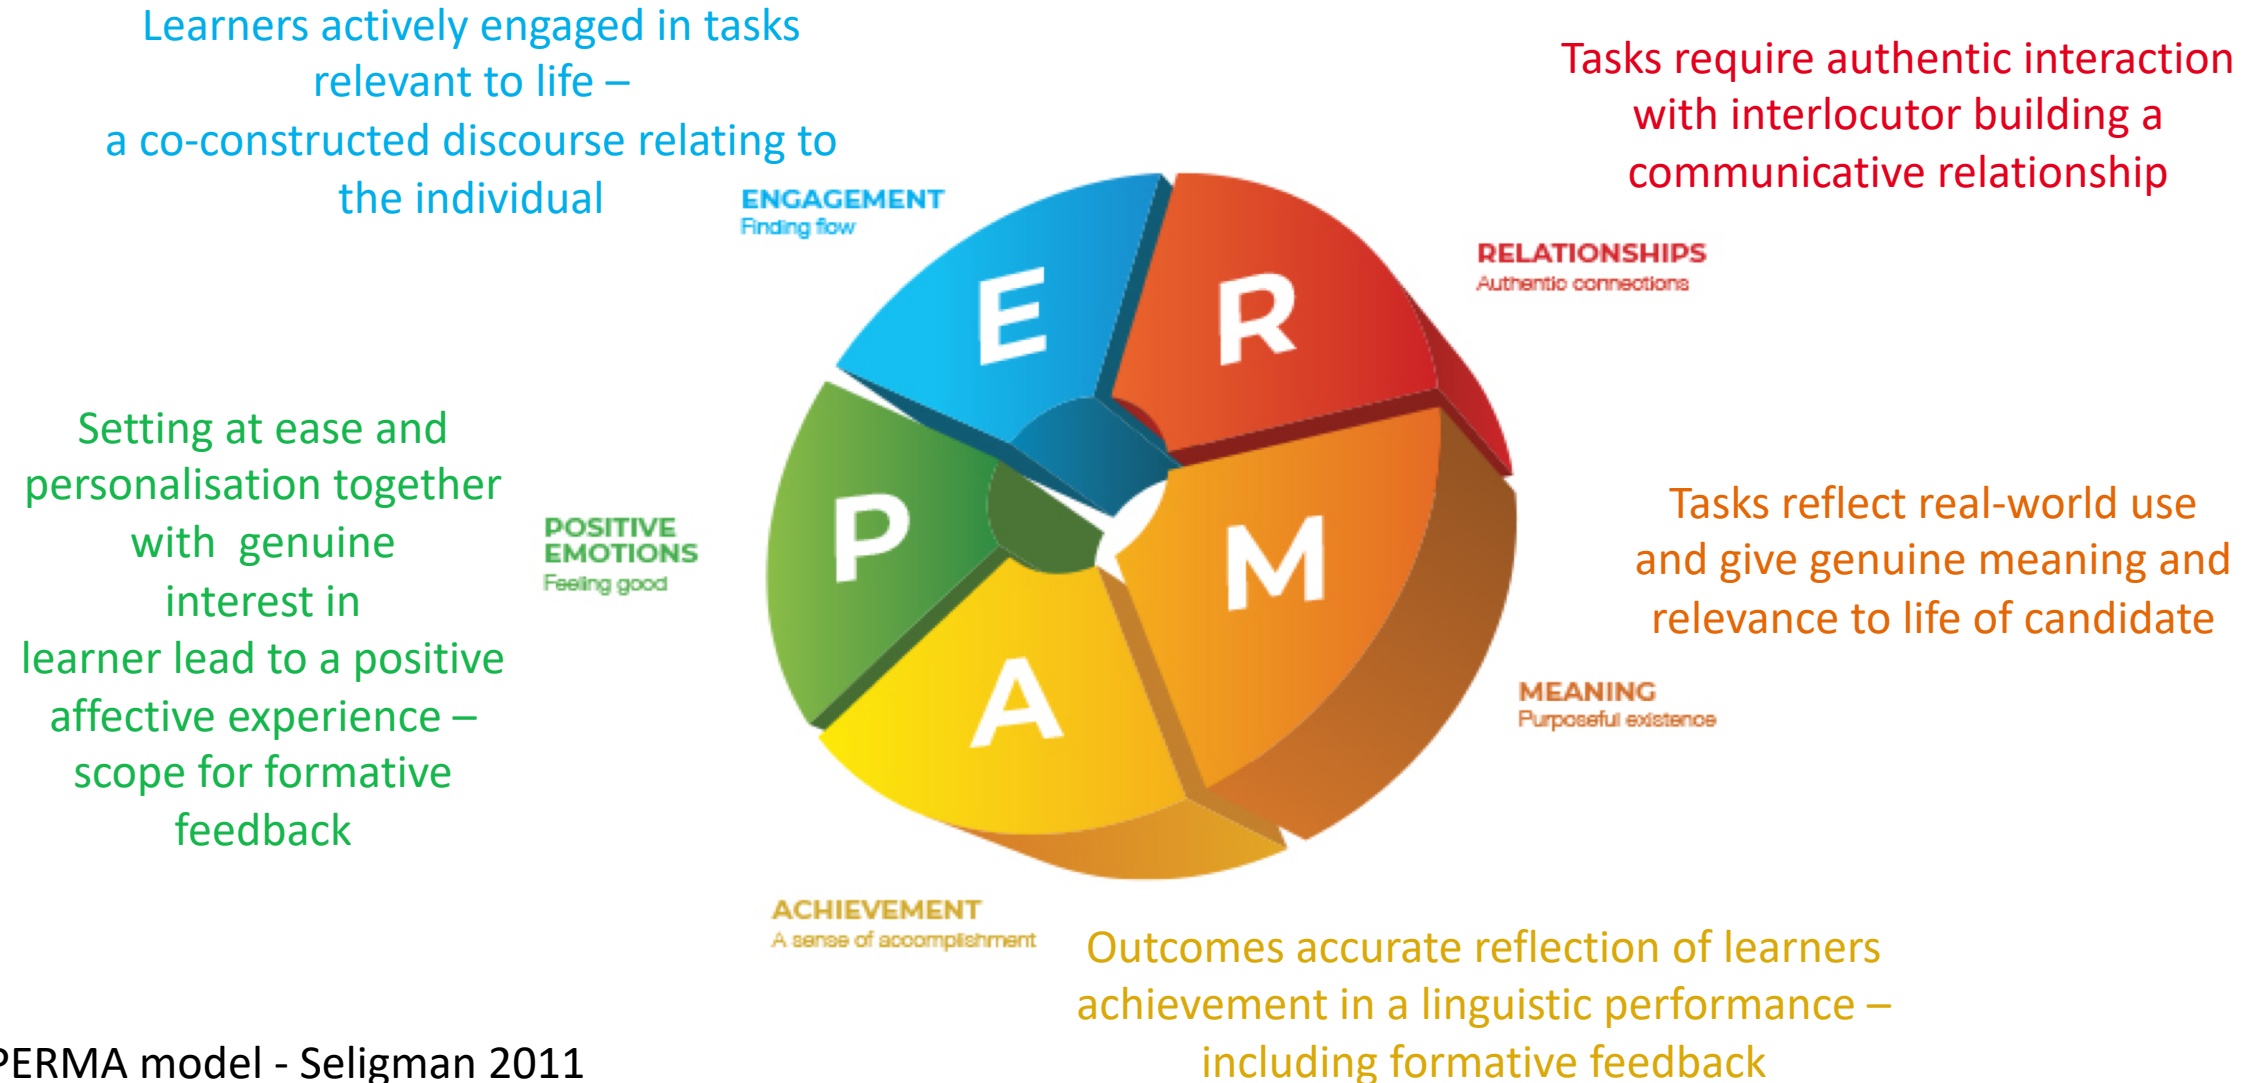 Learners actively engaged in tasks
relevant to life –
a co-constructed discourse relating to
the individual
ENGAGEMENT
Finding flow
Tasks require authentic interaction
with interlocutor building a
communicative relationship
RELATIONSHIPS
Authentic connections
E
R
P
M
A
Setting at ease and
personalisation together
with genuine
interest in
learner lead to a positive
affective experience –
scope for formative
feedback
POSITIVE
EMOTIONS
Feeling good
Tasks reflect real-world use
and give genuine meaning and
relevance to life of candidate
MEANING
Purposeful existence
ACHIEVEMENT
A sense of accomplishment
Outcomes accurate reflection of learners
achievement in a linguistic performance –
including formative feedback
PERMA model - Seligman 2011